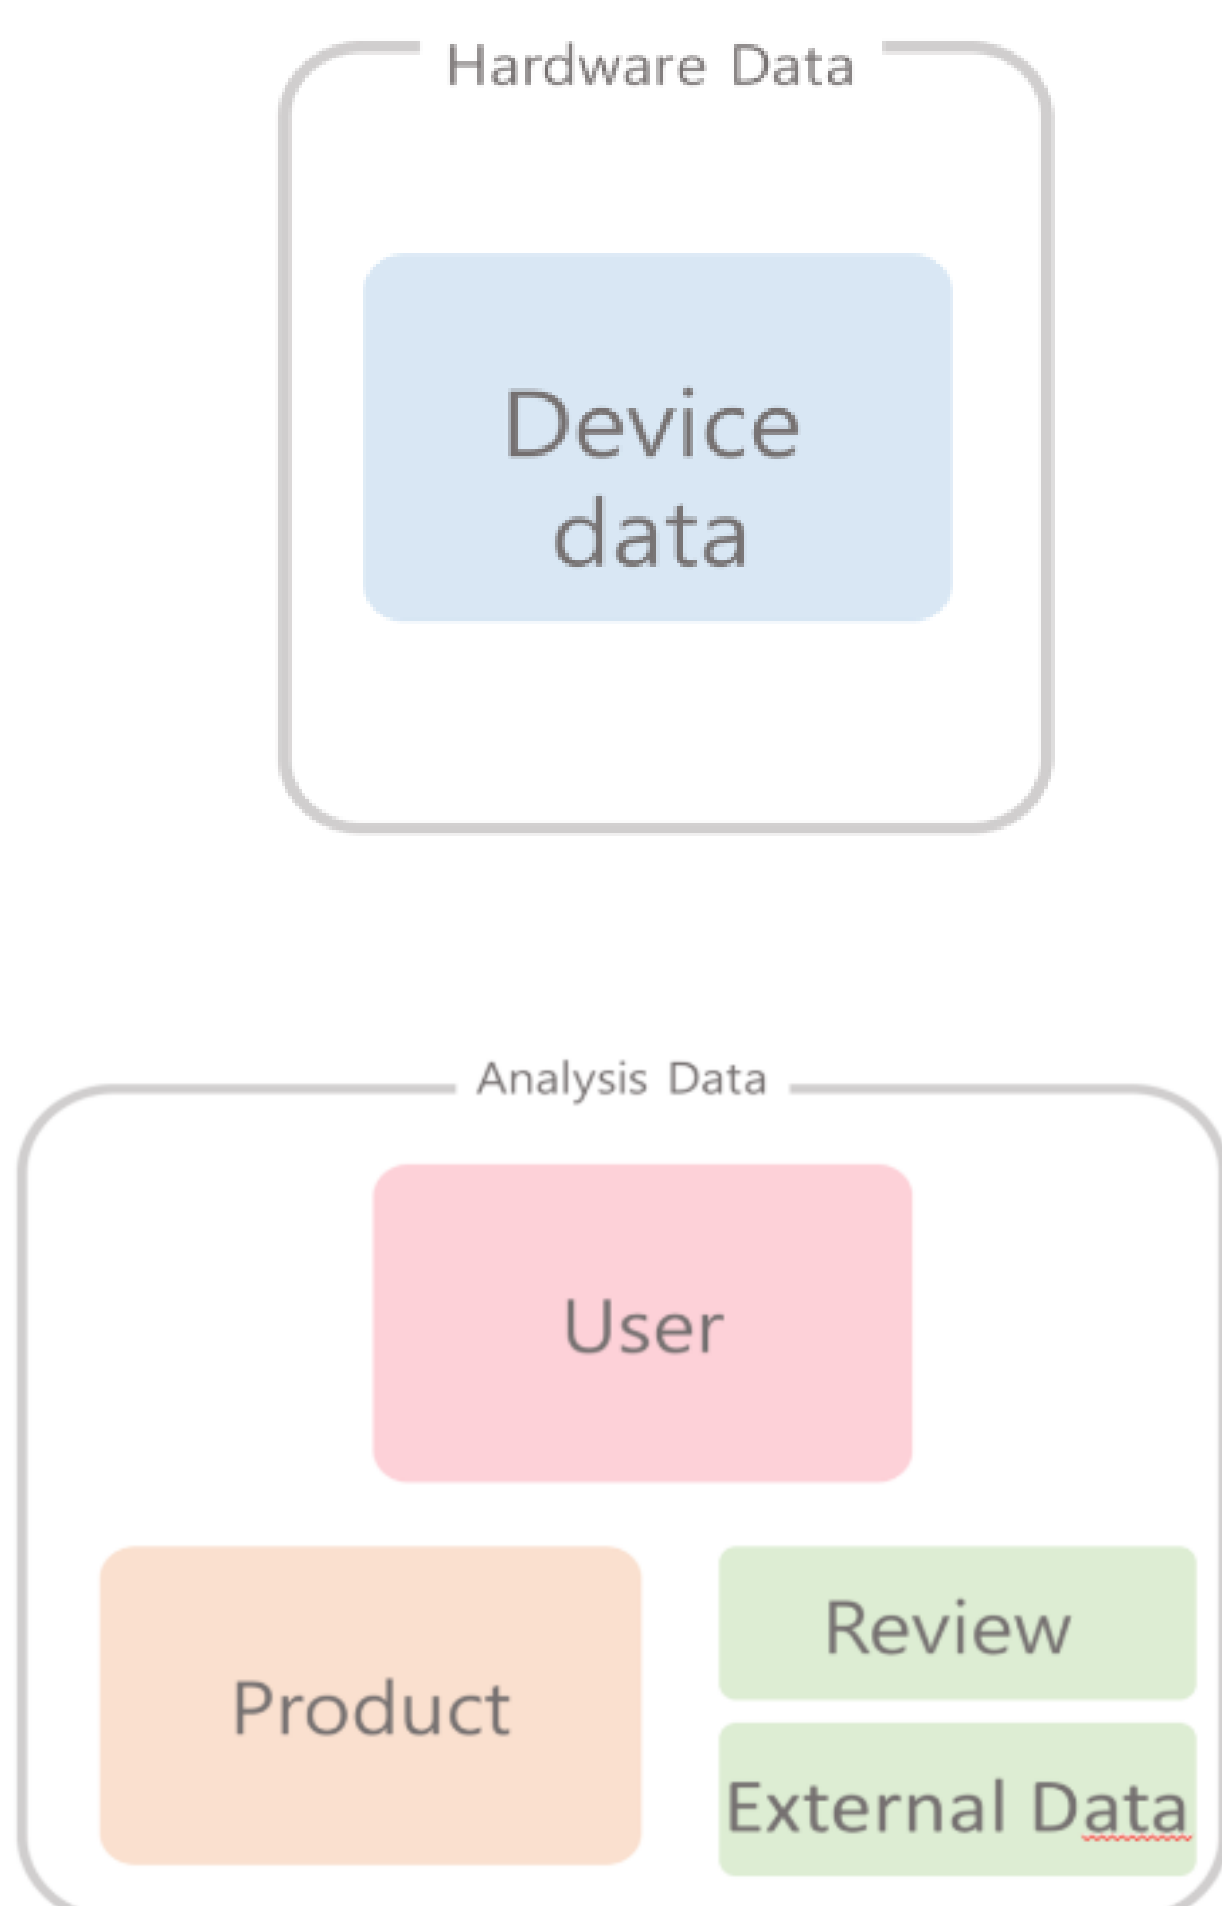 Hardware Data
Device
data
Analysis Data
User
Product
Review
External Data